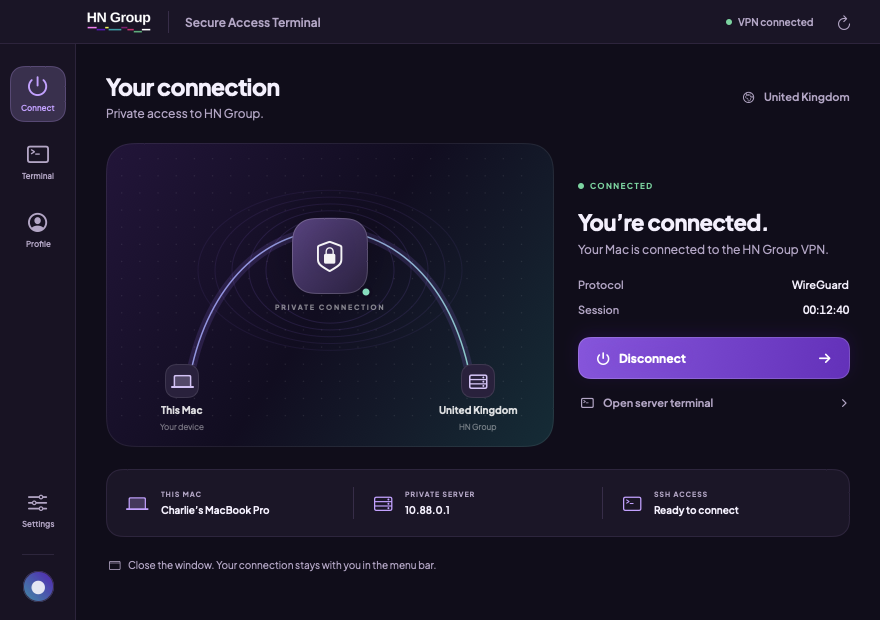 HN Group
Secure Access Terminal
VPN connected
Connect
Terminal
Profile
Settings
Your connection
Private access to HN Group.
United Kingdom
PRIVATE CONNECTION
This Mac
Your device
United Kingdom
HN Group
CONNECTED
You’re connected.
Your Mac is connected to the HN Group VPN.
Protocol WireGuard
Session 00:12:40
Disconnect
Open server terminal
THIS MAC
Charlie’s MacBook Pro
PRIVATE SERVER
10.88.0.1
SSH ACCESS
Ready to connect
Close the window. Your connection stays with you in the menu bar.